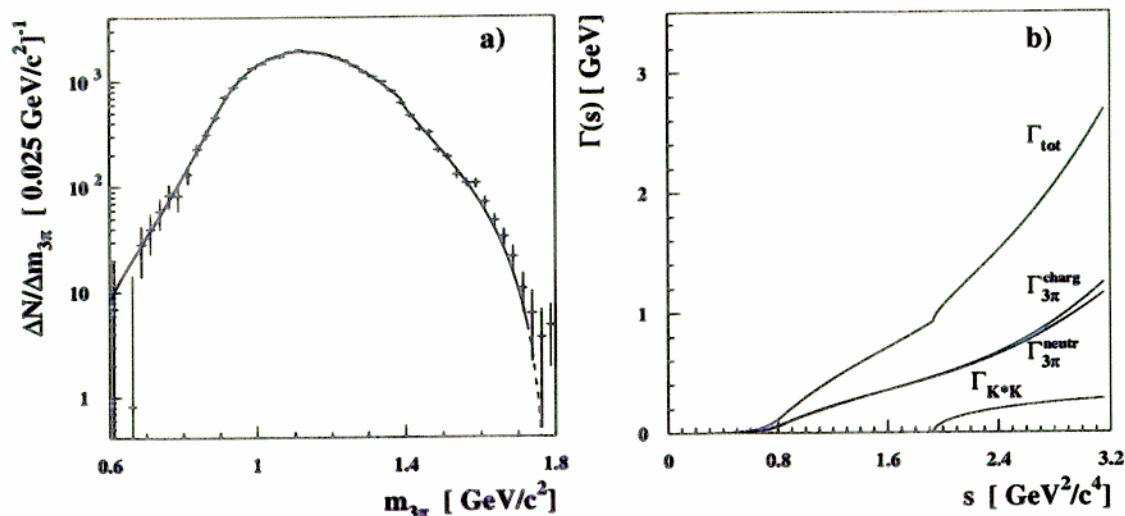 a)
ΔN/Δm3π [ 0.025 GeV/c²]⁻¹
10³
10²
10
1
0.6 1 1.4 1.8
m3π [ GeV/c²]
b)
Γ(s) [ GeV]
3
2
1
0
Γtot
Γ3π^charg
Γ3π^neutr
ΓK*K
0 0.8 1.6 2.4 3.2
s [ GeV²/c⁴]